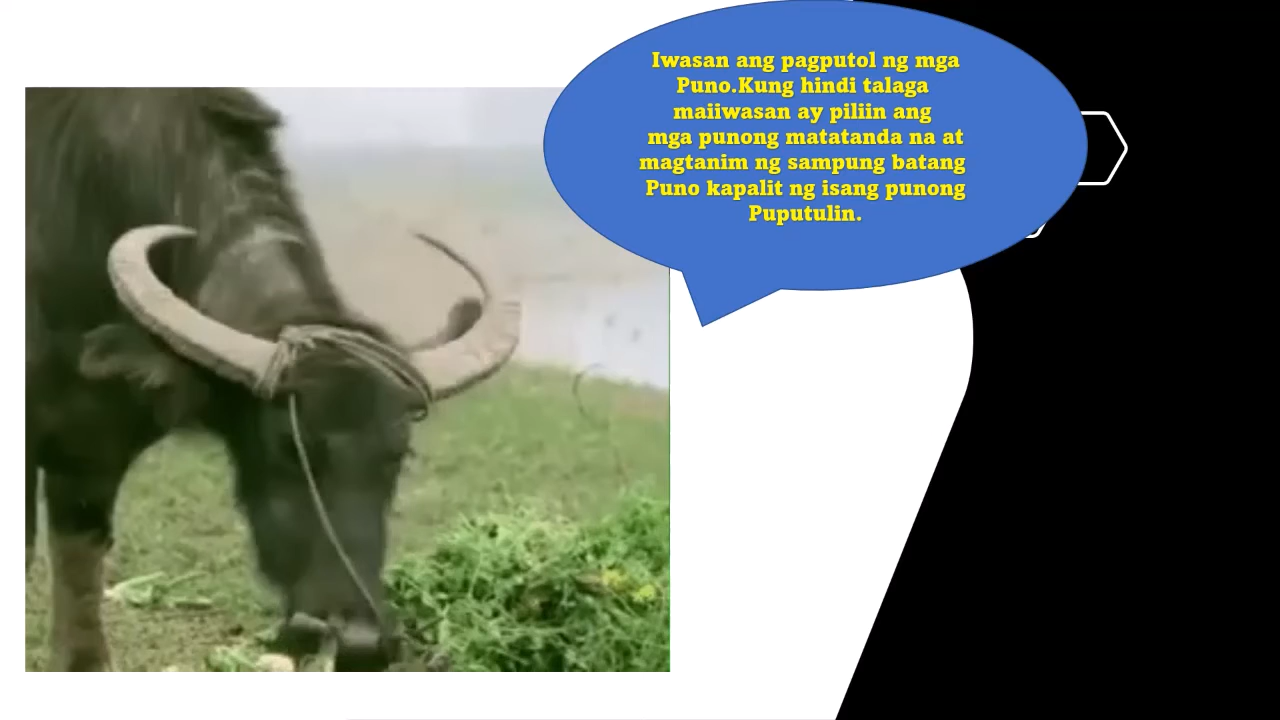 Iwasan ang pagputol ng mga
Puno.Kung hindi talaga
maiiwasan ay piliin ang
mga punong matatanda na at
magtanim ng sampung batang
Puno kapalit ng isang punong
Puputulin.